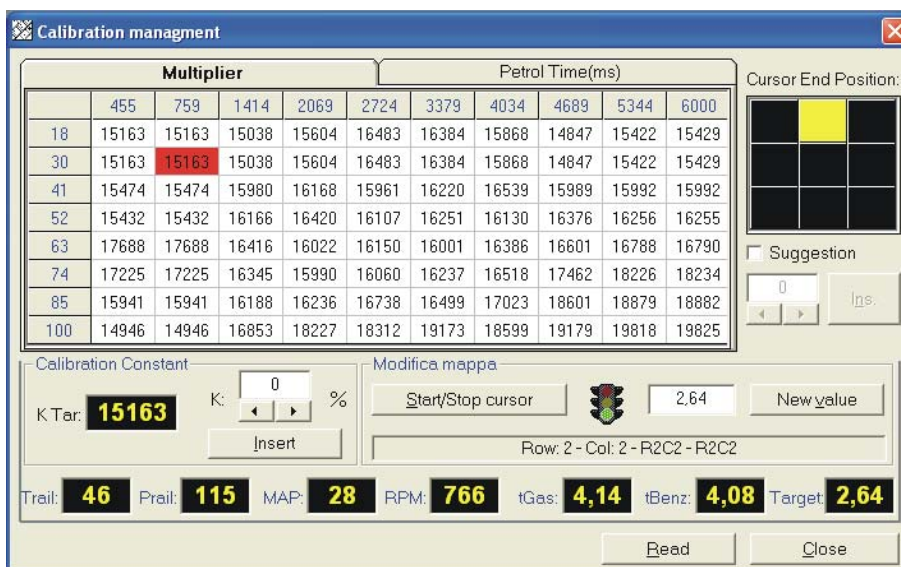 Calibration managment
Multiplier Petrol Time(ms)
Cursor End Position:
455 759 1414 2069 2724 3379 4034 4689 5344 6000
18 15163 15163 15038 15604 16483 16384 15868 14847 15422 15429
30 15163 15163 15038 15604 16483 16384 15868 14847 15422 15429
41 15474 15474 15980 16168 15961 16220 16539 15989 15992 15992
52 15432 15432 16166 16420 16107 16251 16130 16376 16256 16255
63 17688 17688 16416 16022 16150 16001 16386 16601 16788 16790
74 17225 17225 16345 15990 16060 16237 16518 17462 18226 18234
85 15941 15941 16188 16236 16738 16499 17023 18601 18879 18882
100 14946 14946 16853 18227 18312 19173 18599 19179 19818 19825
Suggestion
0
Ins.
Calibration Constant
K Tar: 15163
K: 0 %
Insert
Modifica mappa
Start/Stop cursor 2,64 New value
Row: 2 - Col: 2 - R2C2 - R2C2
Trail: 46 Prail: 115 MAP: 28 RPM: 766 tGas: 4,14 tBenz: 4,08 Target: 2,64
Read Close